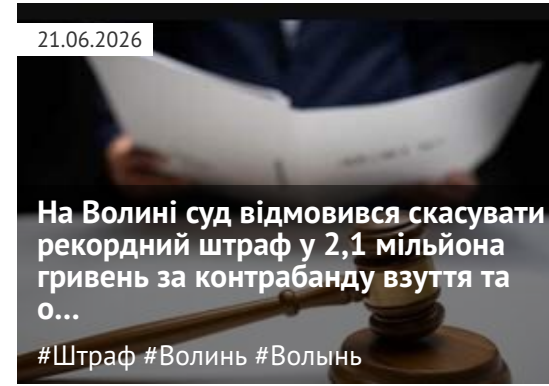 21.06.2026
На Волині суд відмовився скасувати
рекордний штраф у 2,1 мільйона
гривень за контрабанду взуття та
о...
#Штраф #Волинь #Волынь